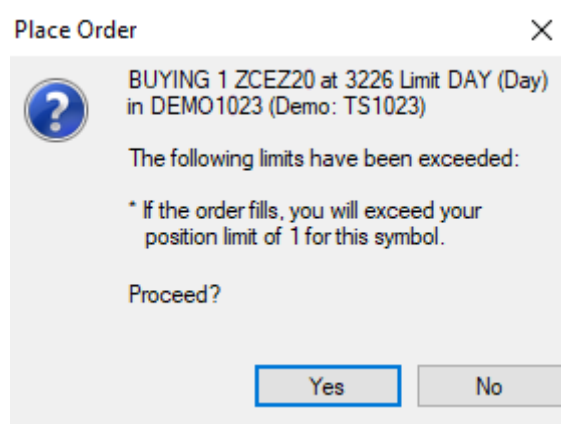 Place Order
BUYING 1 ZCEZ20 at 3226 Limit DAY (Day)
in DEMO1023 (Demo: TS1023)
The following limits have been exceeded:
* If the order fills, you will exceed your
position limit of 1 for this symbol.
Proceed?
Yes
No